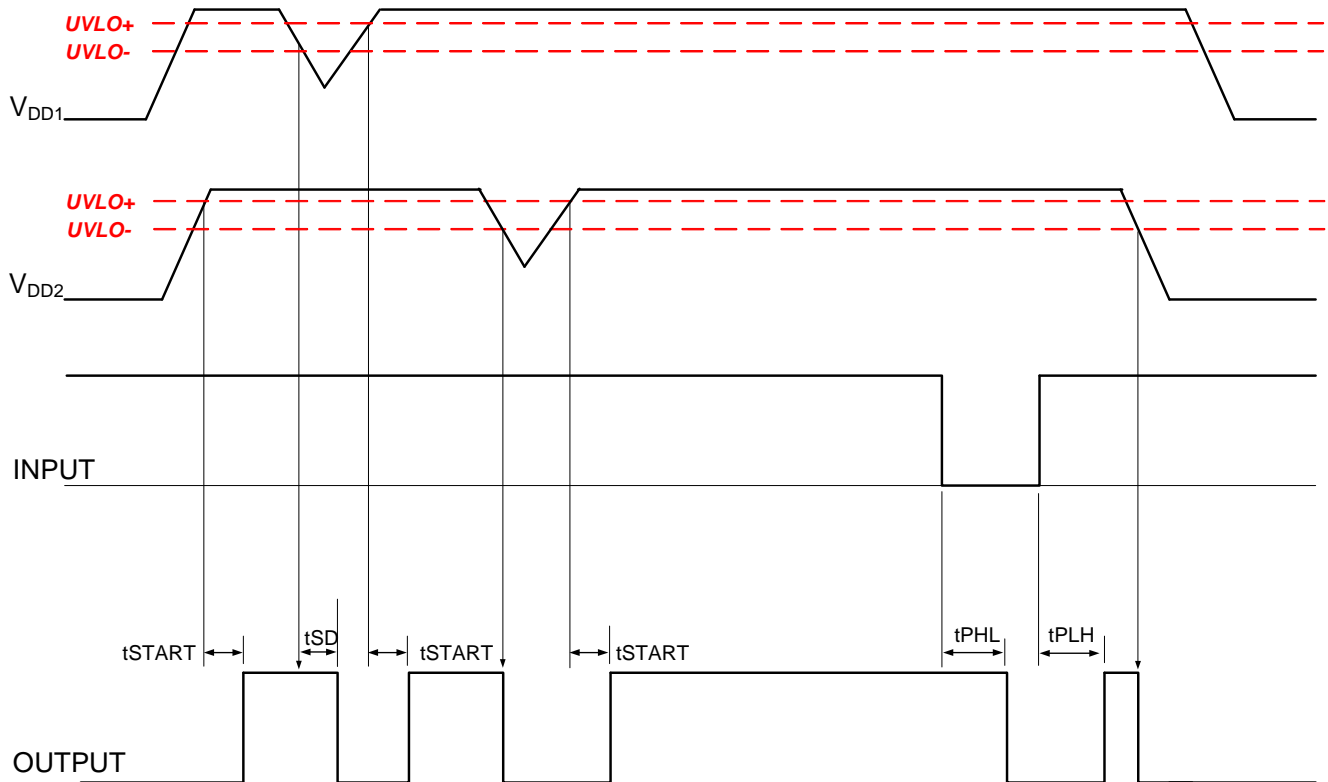 UVLO+
UVLO-
VDD1
UVLO+
UVLO-
VDD2
INPUT
tSTART tSD tSTART tSTART tPHL tPLH
OUTPUT